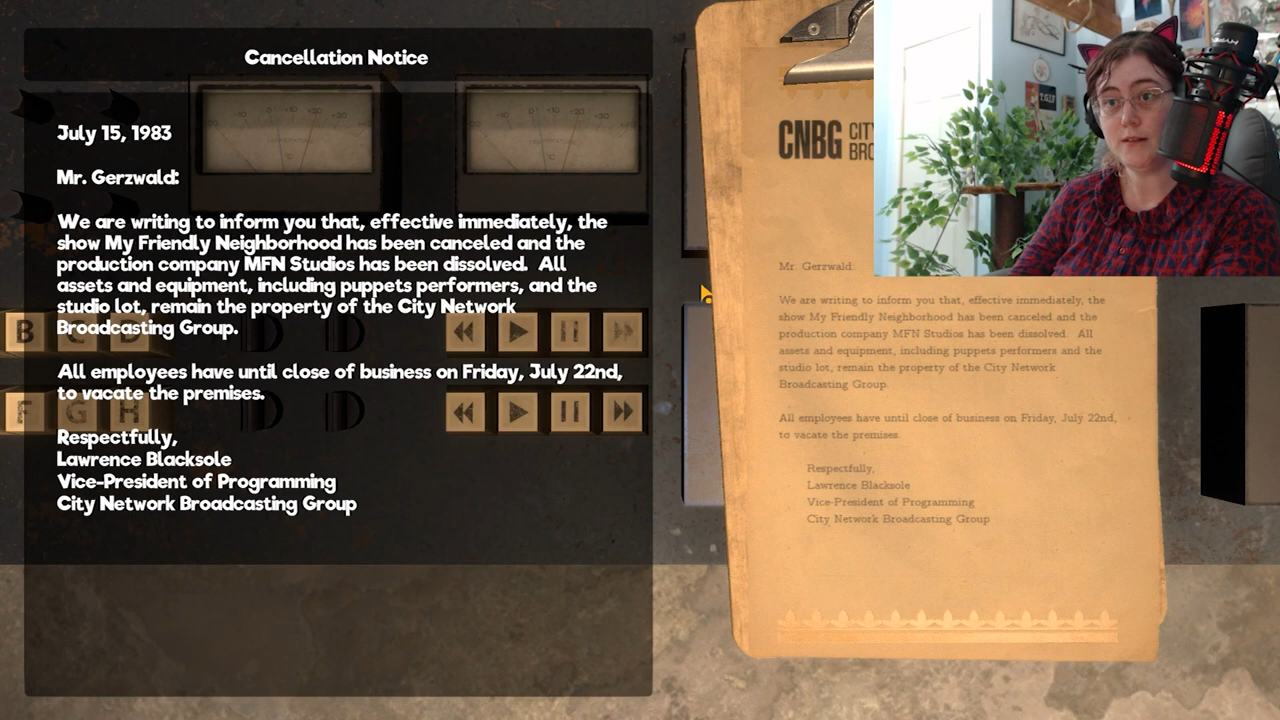 Cancellation Notice
July 15, 1983
Mr. Gerzwald:
We are writing to inform you that, effective immediately, the
show My Friendly Neighborhood has been canceled and the
production company MFN Studios has been dissolved. All
assets and equipment, including puppets performers, and the
studio lot, remain the property of the City Network
Broadcasting Group.
All employees have until close of business on Friday, July 22nd,
to vacate the premises.
Respectfully,
Lawrence Blacksole
Vice-President of Programming
City Network Broadcasting Group
B C D
F G H
CNBG CITY
BRO
Mr. Gerzwald:
We are writing to inform you that, effective immediately, the
show My Friendly Neighborhood has been canceled and the
production company MFN Studios has been dissolved. All
assets and equipment, including puppets performers and the
studio lot, remain the property of the City Network
Broadcasting Group.
All employees have until close of business on Friday, July 22nd,
to vacate the premises.
Respectfully,
Lawrence Blacksole
Vice-President of Programming
City Network Broadcasting Group